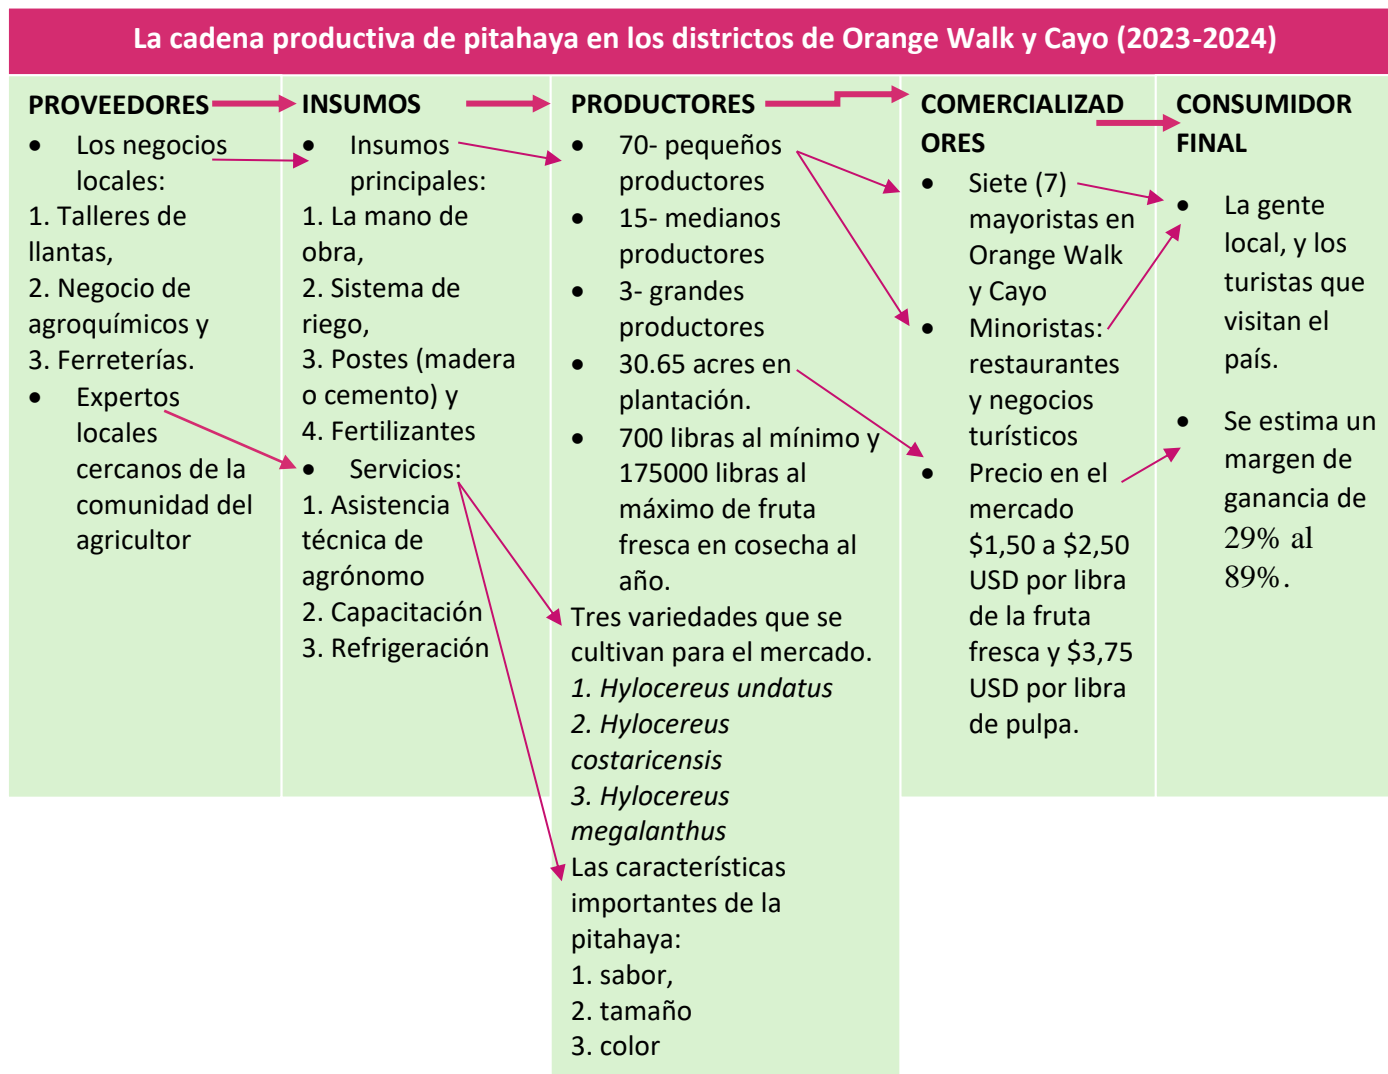 La cadena productiva de pitahaya en los districtos de Orange Walk y Cayo (2023-2024)
PROVEEDORES
• Los negocios
locales:
1. Talleres de
llantas,
2. Negocio de
agroquímicos y
3. Ferreterías.
• Expertos
locales
cercanos de la
comunidad del
agricultor
INSUMOS
• Insumos
principales:
1. La mano de
obra,
2. Sistema de
riego,
3. Postes (madera
o cemento) y
4. Fertilizantes
• Servicios:
1. Asistencia
técnica de
agrónomo
2. Capacitación
3. Refrigeración
PRODUCTORES
• 70- pequeños
productores
• 15- medianos
productores
• 3- grandes
productores
• 30.65 acres en
plantación.
• 700 libras al mínimo y
175000 libras al
máximo de fruta
fresca en cosecha al
año.
Tres variedades que se
cultivan para el mercado.
1. Hylocereus undatus
2. Hylocereus
costaricensis
3. Hylocereus
megalanthus
Las características
importantes de la
pitahaya:
1. sabor,
2. tamaño
3. color
COMERCIALIZAD
ORES
• Siete (7)
mayoristas en
Orange Walk
y Cayo
• Minoristas:
restaurantes
y negocios
turísticos
• Precio en el
mercado
$1,50 a $2,50
USD por libra
de la fruta
fresca y $3,75
USD por libra
de pulpa.
CONSUMIDOR
FINAL
• La gente
local, y los
turistas que
visitan el
país.
• Se estima un
margen de
ganancia de
29% al
89%.